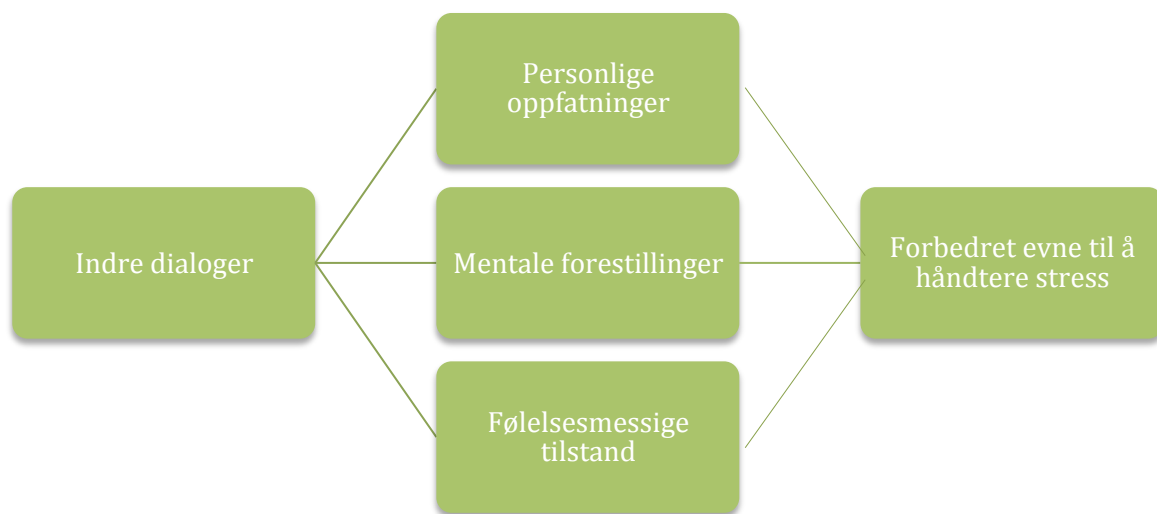 Personlige
oppfatninger
Indre dialoger
Mentale forestillinger
Forbedret evne til å
håndtere stress
Følelsesmessige
tilstand